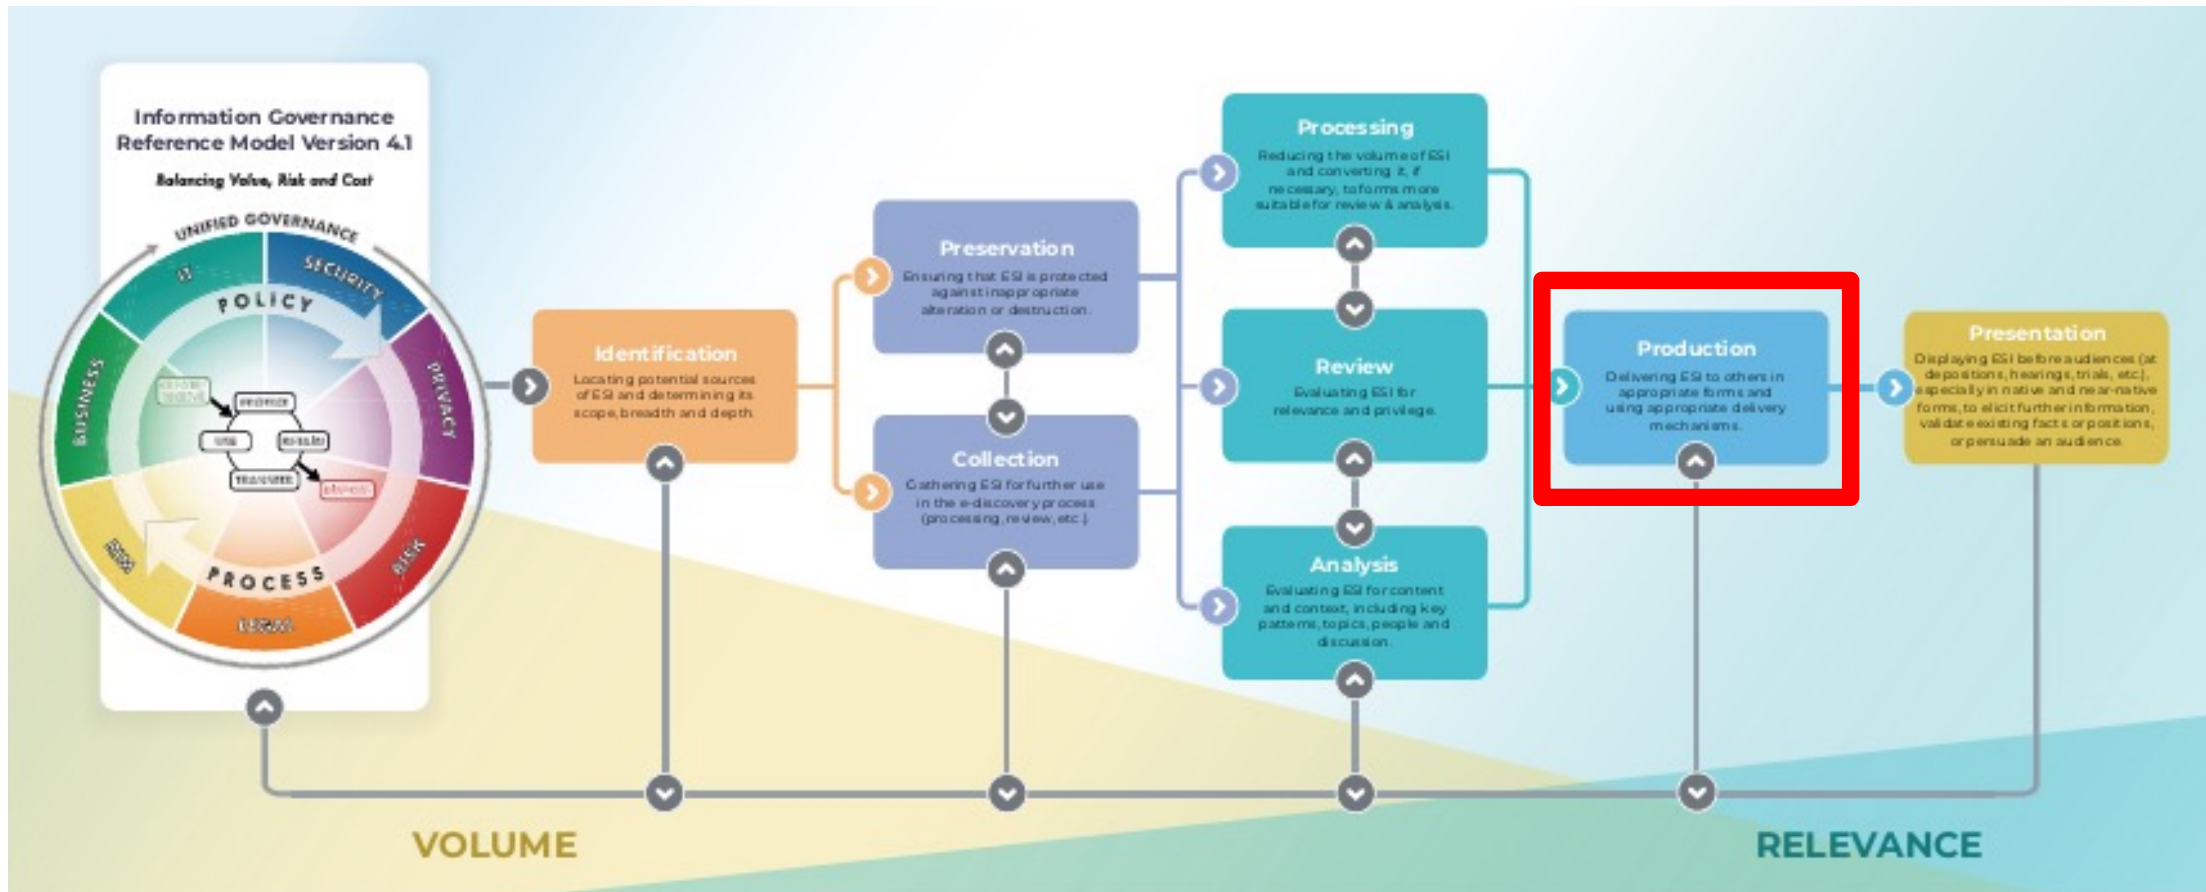 Information Governance
Reference Model Version 4.1
Balancing Value, Risk and Cost
UNIFIED GOVERNANCE
IT
SECURITY
PRIVACY
RISK
LEGAL
BUSINESS
POLICY
PROCESS
USE
TRANSFER
DISPOSE
Identification
Locating potential sources
of ESI and determining its
scope, breadth and depth.
Preservation
Ensuring that ESI is protected
against inappropriate
alteration or destruction.
Collection
Gathering ESI for further use
in the e-discovery process
(processing, review, etc.).
Processing
Reducing the volume of ESI
and converting it, if
necessary, to forms more
suitable for review & analysis.
Review
Evaluating ESI for
relevance and privilege.
Analysis
Evaluating ESI for content
and context, including key
patterns, topics, people and
discussion.
Production
Delivering ESI to others in
appropriate forms and
using appropriate delivery
mechanisms.
Presentation
Displaying ESI before audiences (at
depositions, hearings, trials, etc.),
especially in native and near-native
forms, to elicit further information,
validate existing facts or positions,
or persuade an audience.
VOLUME
RELEVANCE